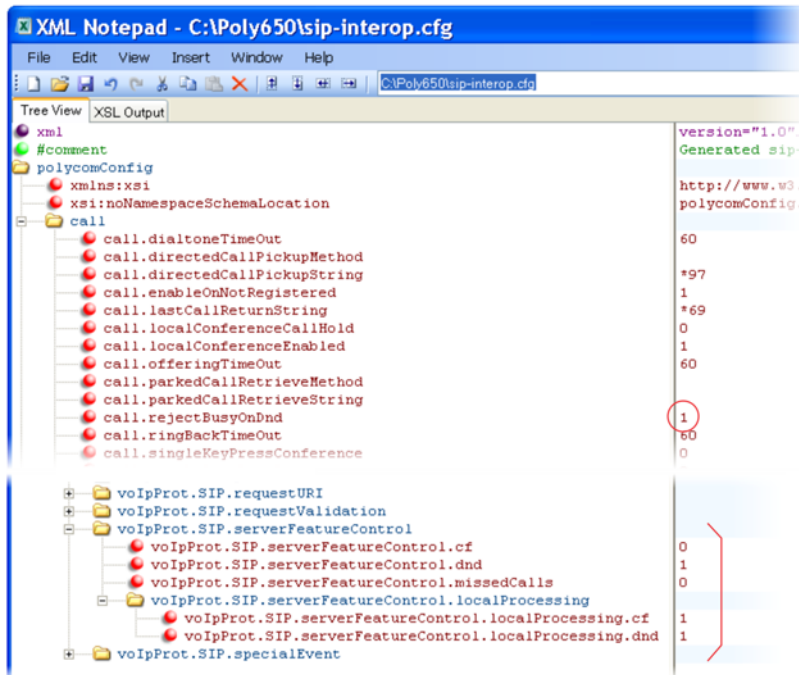 XML Notepad - C:\Poly650\sip-interop.cfg
File Edit View Insert Window Help
C:\Poly650\sip-interop.cfg
Tree View XSL Output
xml version="1.0"
#comment Generated sip-
polycomConfig
xmlns:xsi http://www.w3.
xsi:noNamespaceSchemaLocation polycomConfig.
call
call.dialtoneTimeOut 60
call.directedCallPickupMethod
call.directedCallPickupString *97
call.enableOnNotRegistered 1
call.lastCallReturnString *69
call.localConferenceCallHold 0
call.localConferenceEnabled 1
call.offeringTimeOut 60
call.parkedCallRetrieveMethod
call.parkedCallRetrieveString
call.rejectBusyOnDnd 1
call.ringBackTimeOut 60
call.singleKeyPressConference 0
voIpProt.SIP.requestURI
voIpProt.SIP.requestValidation
voIpProt.SIP.serverFeatureControl
voIpProt.SIP.serverFeatureControl.cf 0
voIpProt.SIP.serverFeatureControl.dnd 1
voIpProt.SIP.serverFeatureControl.missedCalls 0
voIpProt.SIP.serverFeatureControl.localProcessing
voIpProt.SIP.serverFeatureControl.localProcessing.cf 1
voIpProt.SIP.serverFeatureControl.localProcessing.dnd 1
voIpProt.SIP.specialEvent